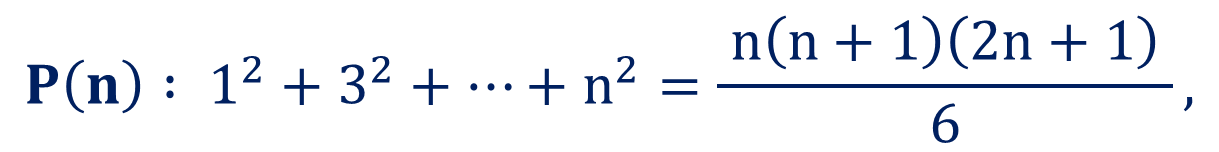 P(n) : 1² + 3² + ⋯ + n² = n(n + 1)(2n + 1) / 6 ,